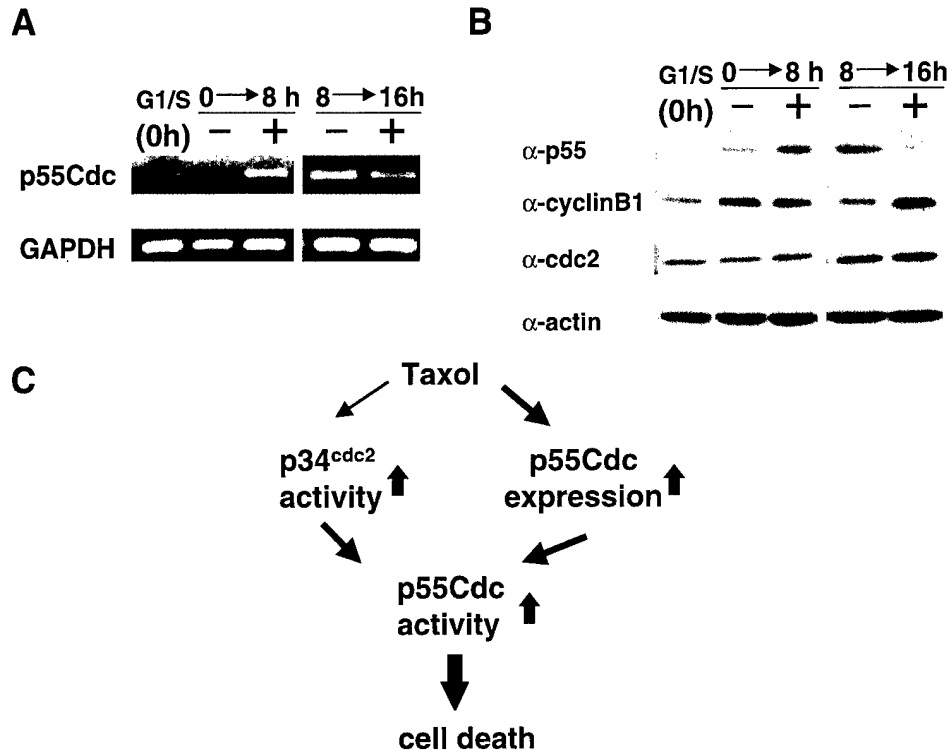 A
G1/S 0→8 h 8→16h
(0h) − + − +
p55Cdc
GAPDH
B
G1/S 0→8 h 8→16h
− + − +
α-p55
α-cyclinB1
α-cdc2
α-actin
C
Taxol
p34cdc2
activity
p55Cdc
expression
p55Cdc
activity
cell death